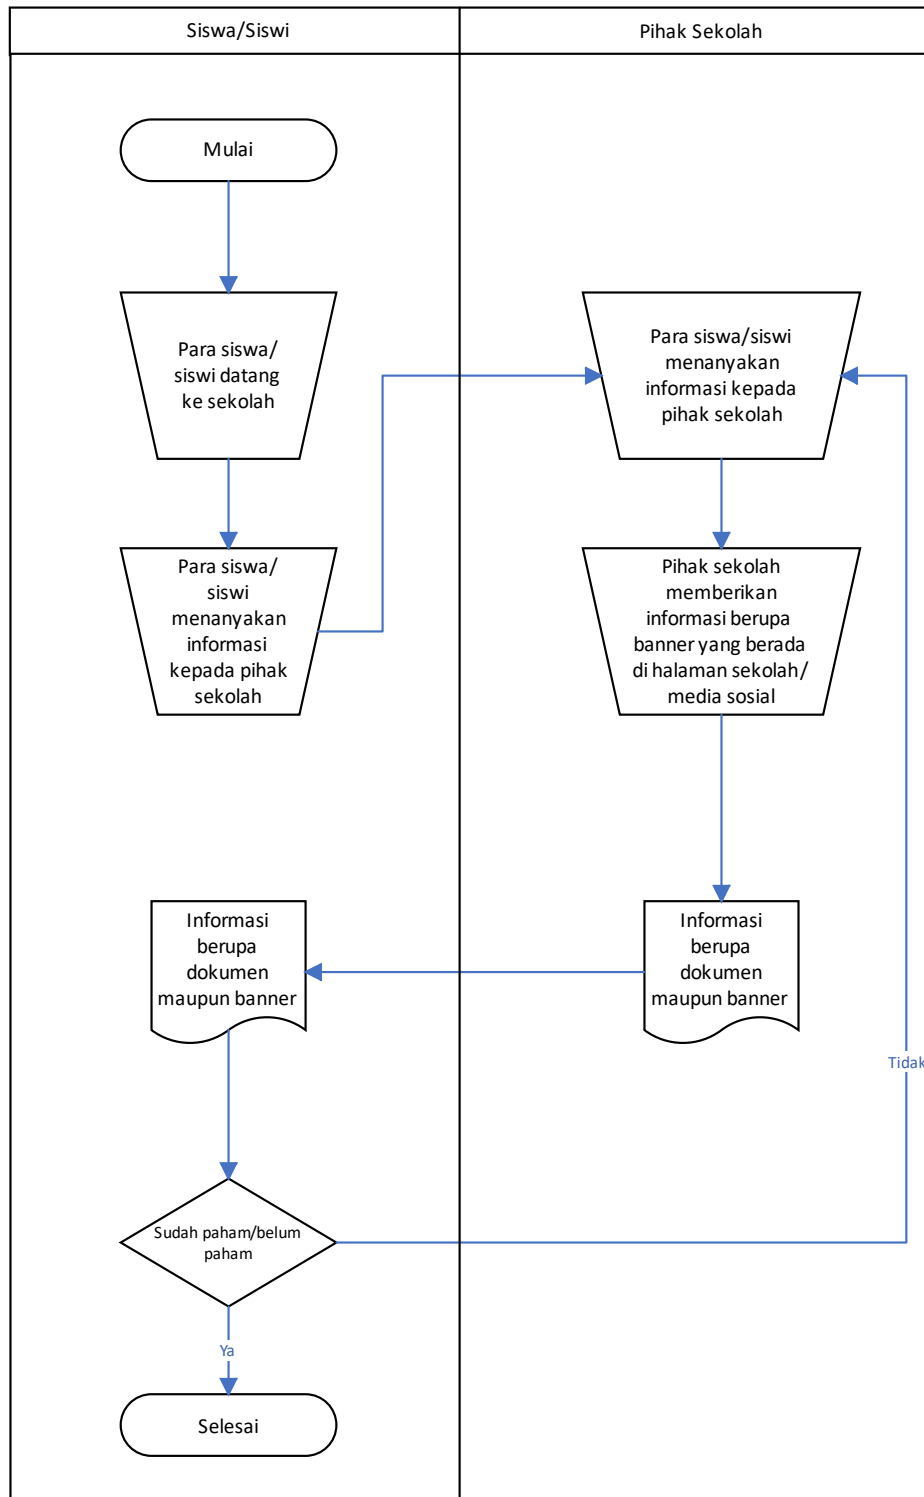 Siswa/Siswi
Pihak Sekolah
Mulai
Para siswa/
siswi datang
ke sekolah
Para siswa/siswi
menanyakan
informasi kepada
pihak sekolah
Para siswa/
siswi
menanyakan
informasi
kepada pihak
sekolah
Pihak sekolah
memberikan
informasi berupa
banner yang berada
di halaman sekolah/
media sosial
Informasi
berupa
dokumen
maupun banner
Informasi
berupa
dokumen
maupun banner
Tidak
Sudah paham/belum
paham
Ya
Selesai